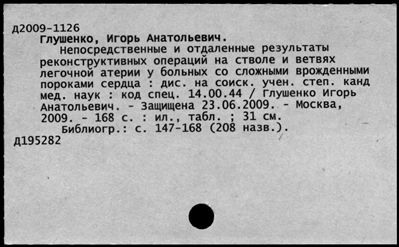 Д2009-1126
Глушенко, Игорь Анатольевич.
Непосредственные и отдаленные результаты
реконструктивных операций на стволе и ветвях
легочной атерии у больных со сложными врожденными
пороками сердца : дис. на соиск. учен. степ. канд
мед. наук : код спец. 14.00.44 / Глушенко Игорь
Анатольевич. - Защищена 23.06.2009. - Москва,
2009. - 168 с. : ил., табл. ; 31 см.
Библиогр.: с. 147-168 (208 назв.).
Д195282